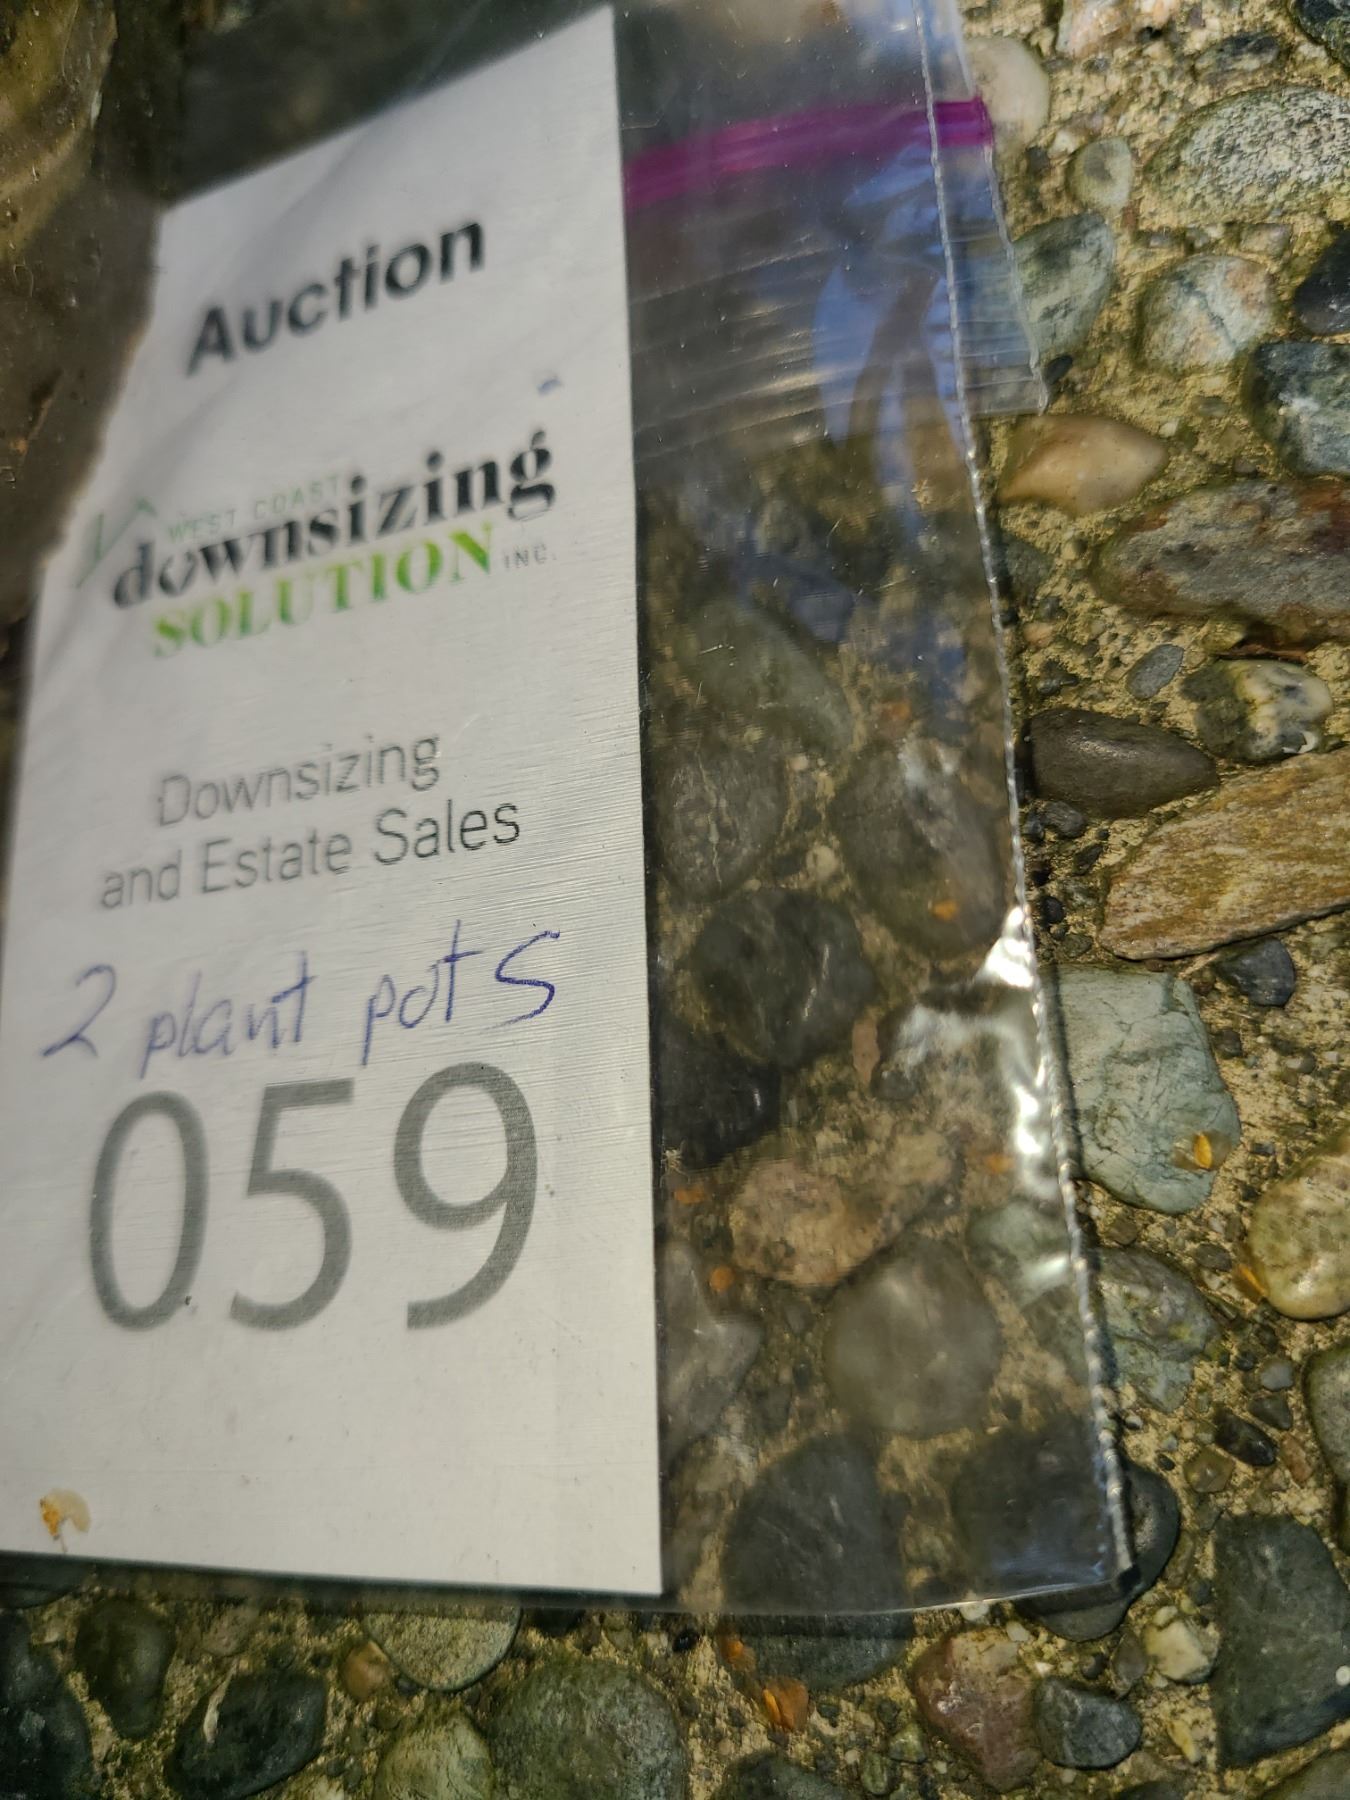 Auction
WEST COAST
downsizing
SOLUTION INC.
Downsizing
and Estate Sales
2 plant pots
059